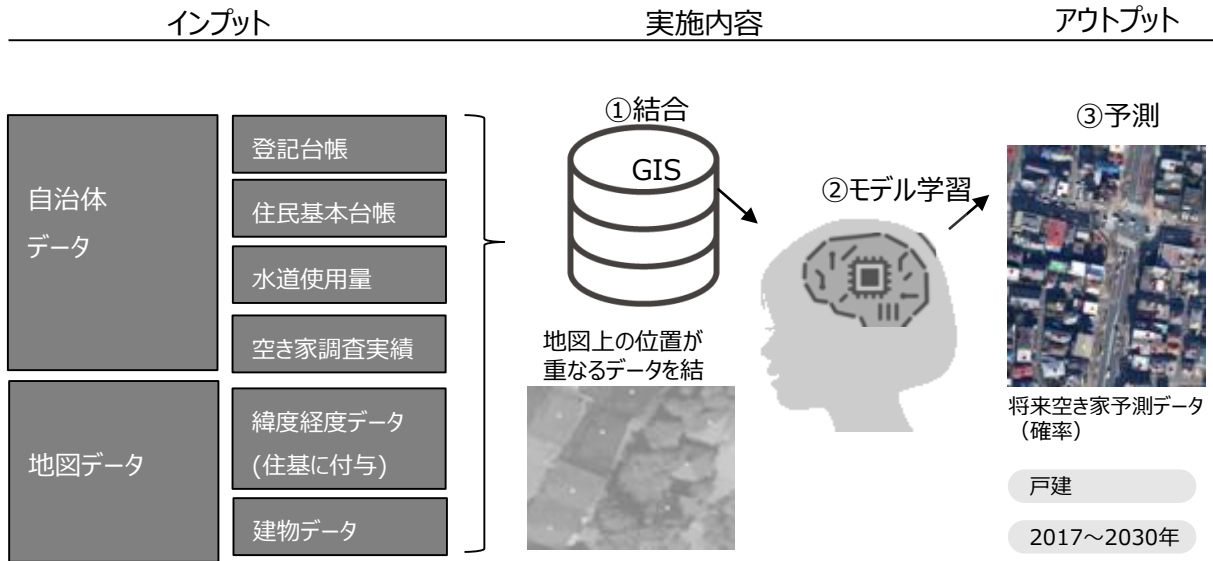 インプット
実施内容
アウトプット
自治体
データ
登記台帳
住民基本台帳
水道使用量
空き家調査実績
地図データ
緯度経度データ
(住基に付与)
建物データ
①結合
GIS
地図上の位置が
重なるデータを結
②モデル学習
③予測
将来空き家予測データ
（確率）
戸建
2017～2030年